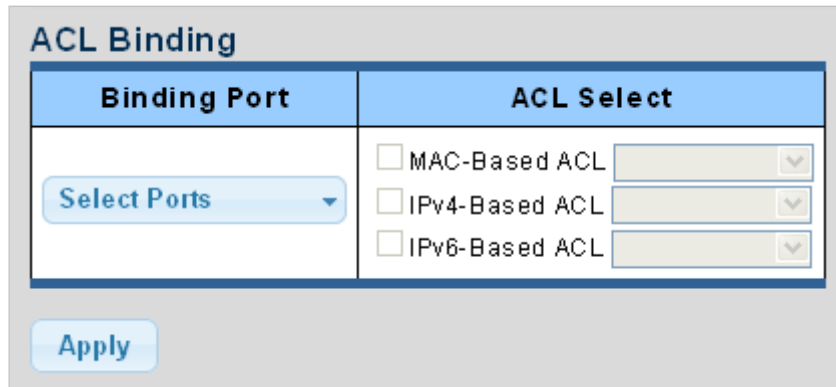 ACL Binding
Binding Port ACL Select
MAC-Based ACL
Select Ports
IPv4-Based ACL
IPv6-Based ACL
Apply